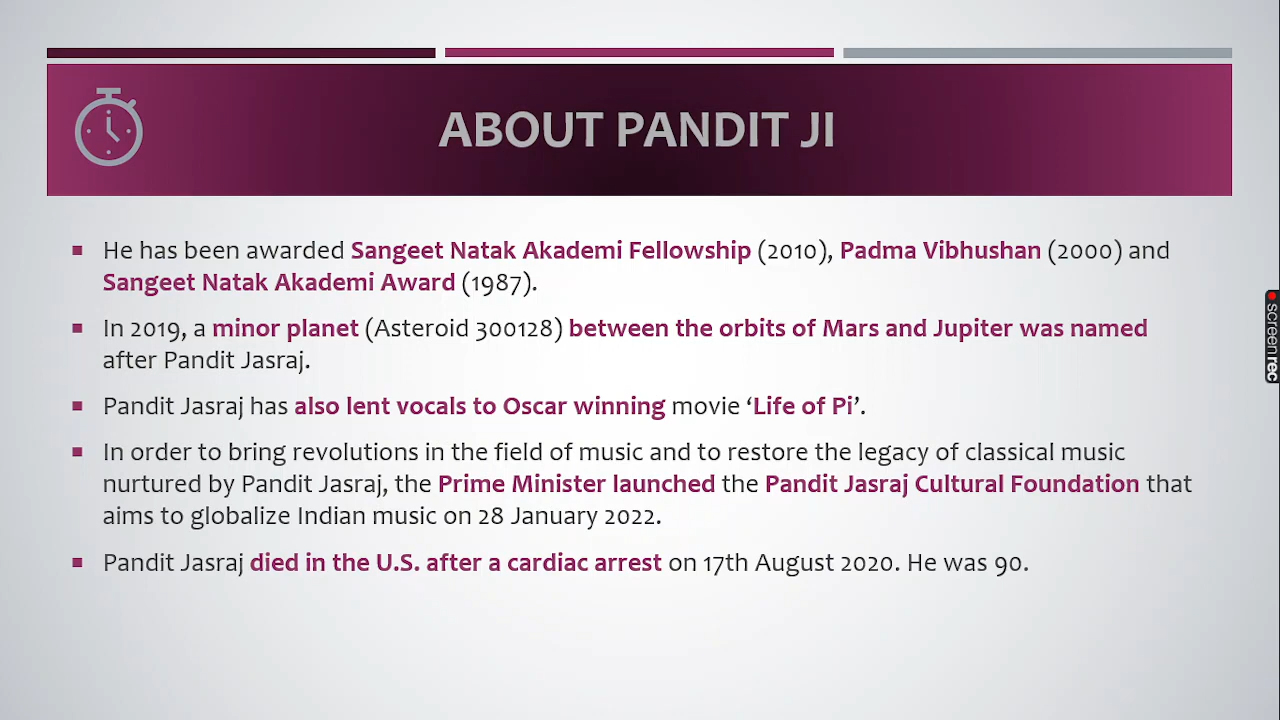 ABOUT PANDIT JI
▪ He has been awarded Sangeet Natak Akademi Fellowship (2010), Padma Vibhushan (2000) and
Sangeet Natak Akademi Award (1987).
▪ In 2019, a minor planet (Asteroid 300128) between the orbits of Mars and Jupiter was named
after Pandit Jasraj.
▪ Pandit Jasraj has also lent vocals to Oscar winning movie ‘Life of Pi’.
▪ In order to bring revolutions in the field of music and to restore the legacy of classical music
nurtured by Pandit Jasraj, the Prime Minister launched the Pandit Jasraj Cultural Foundation that
aims to globalize Indian music on 28 January 2022.
▪ Pandit Jasraj died in the U.S. after a cardiac arrest on 17th August 2020. He was 90.
screenrec